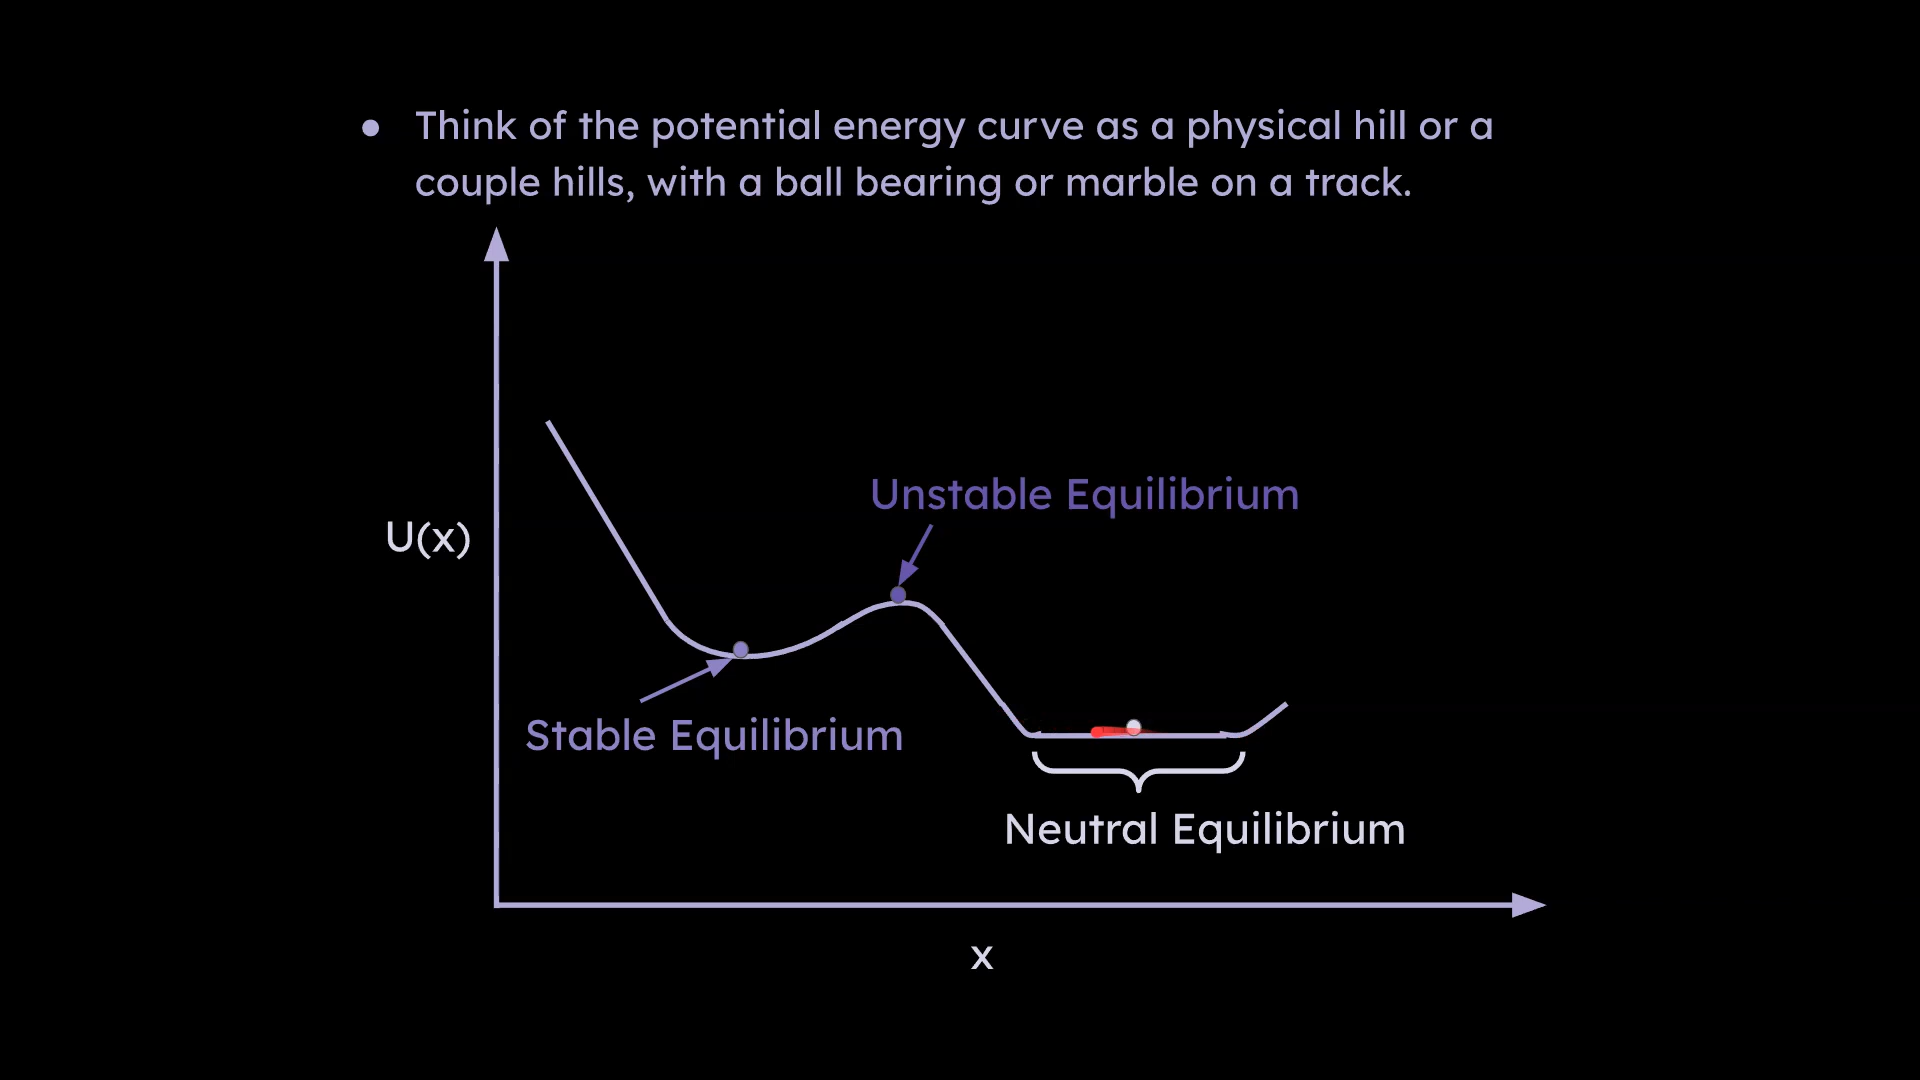 ● Think of the potential energy curve as a physical hill or a
couple hills, with a ball bearing or marble on a track.
Unstable Equilibrium
U(x)
Stable Equilibrium
Neutral Equilibrium
x